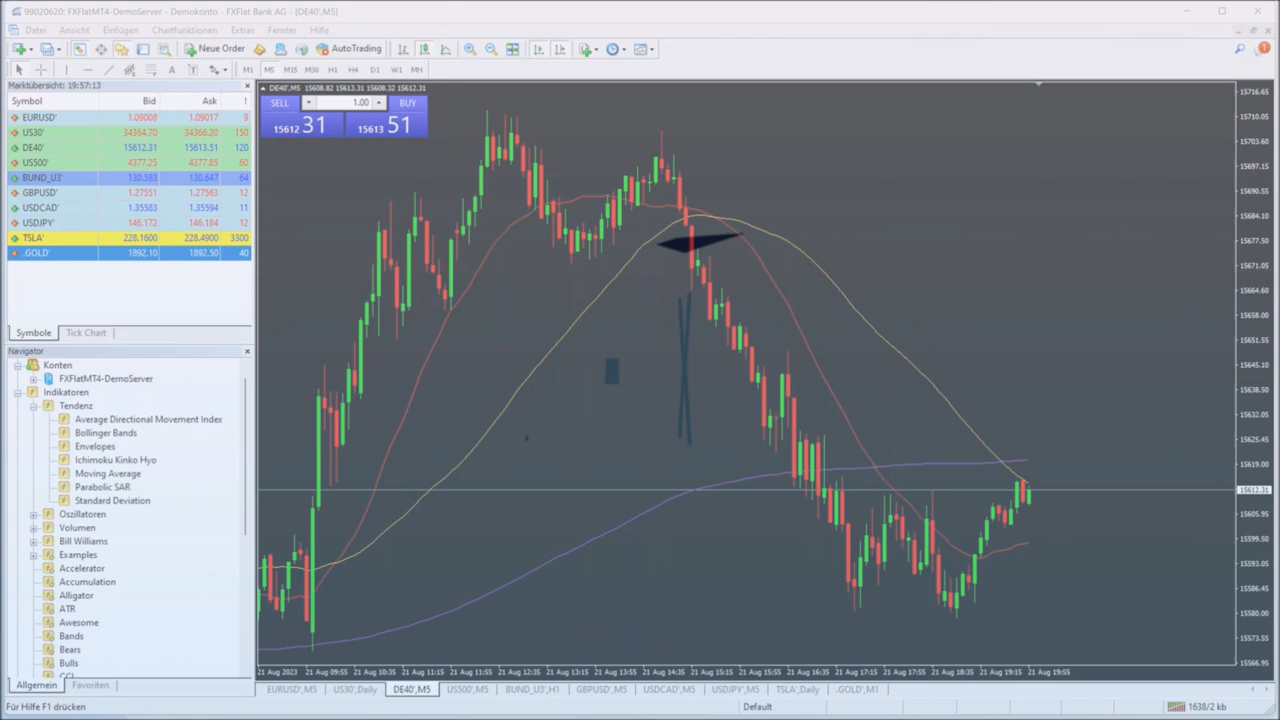 99020620: FXFlatMT4-DemoServer - Demokonto - FXFlat Bank AG - [DE40',M5]
Datei Ansicht Einfügen Chartfunktionen Extras Fenster Hilfe
New Order AutoTrading
M1 M5 M15 M30 H1 H4 D1 W1 MN
Marktübersicht: 19:57:13
Symbol Bid Ask !
EURUSD' 1.09008 1.09017 9
US30' 34364.70 34366.20 150
DE40' 15612.31 15613.51 120
US500' 4377.25 4377.85 60
BUND_U3' 130.583 130.647 64
GBPUSD' 1.27551 1.27563 12
USDCAD' 1.35583 1.35594 11
USDJPY' 146.172 146.184 12
TSLA' 228.1600 228.4900 3300
.GOLD' 1892.10 1892.50 40
Symbole Tick Chart
Navigator
Konten
FXFlatMT4-DemoServer
Indikatoren
Tendenz
Average Directional Movement Index
Bollinger Bands
Envelopes
Ichimoku Kinko Hyo
Moving Average
Parabolic SAR
Standard Deviation
Oszillatoren
Volumen
Bill Williams
Examples
Accelerator
Accumulation
Alligator
ATR
Awesome
Bands
Bears
Bulls
Allgemein Favoriten
DE40',M5 15608.82 15613.31 15608.32 15612.31
SELL 1.00 BUY
15612 31 15613 51
15716.65
15710.05
15703.60
15697.15
15690.55
15684.10
15677.50
15671.05
15664.60
15658.00
15651.55
15645.10
15638.50
15632.05
15625.45
15619.00
15612.31
15605.95
15599.50
15593.05
15586.45
15580.00
15573.55
15566.95
21 Aug 2023 21 Aug 09:55 21 Aug 10:35 21 Aug 11:15 21 Aug 11:55 21 Aug 12:35 21 Aug 13:15 21 Aug 13:55 21 Aug 14:35 21 Aug 15:15 21 Aug 15:55 21 Aug 16:35 21 Aug 17:15 21 Aug 17:55 21 Aug 18:35 21 Aug 19:15 21 Aug 19:55
EURUSD',M5 US30',Daily DE40',M5 US500',M5 BUND_U3',H1 GBPUSD',M5 USDCAD',M5 USDJPY',M5 TSLA',Daily .GOLD',M1
Für Hilfe F1 drücken Default 1638/2 kb